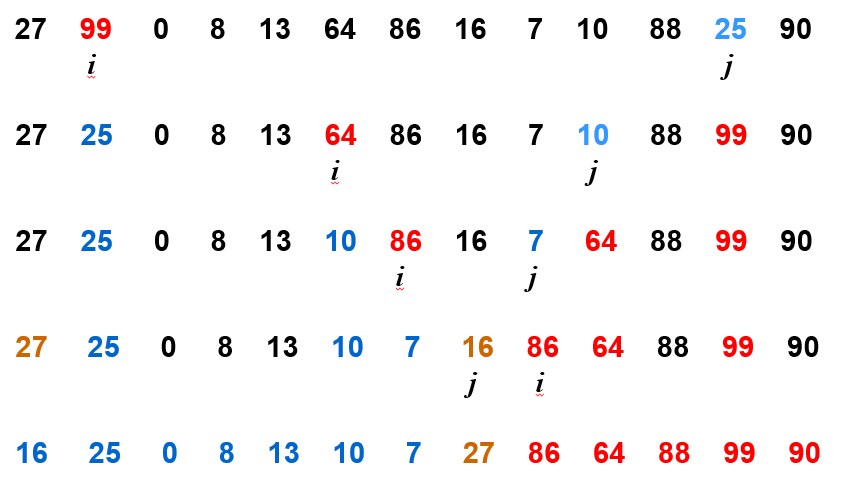 27 99 0 8 13 64 86 16 7 10 88 25 90
i j
27 25 0 8 13 64 86 16 7 10 88 99 90
i j
27 25 0 8 13 10 86 16 7 64 88 99 90
i j
27 25 0 8 13 10 7 16 86 64 88 99 90
j i
16 25 0 8 13 10 7 27 86 64 88 99 90